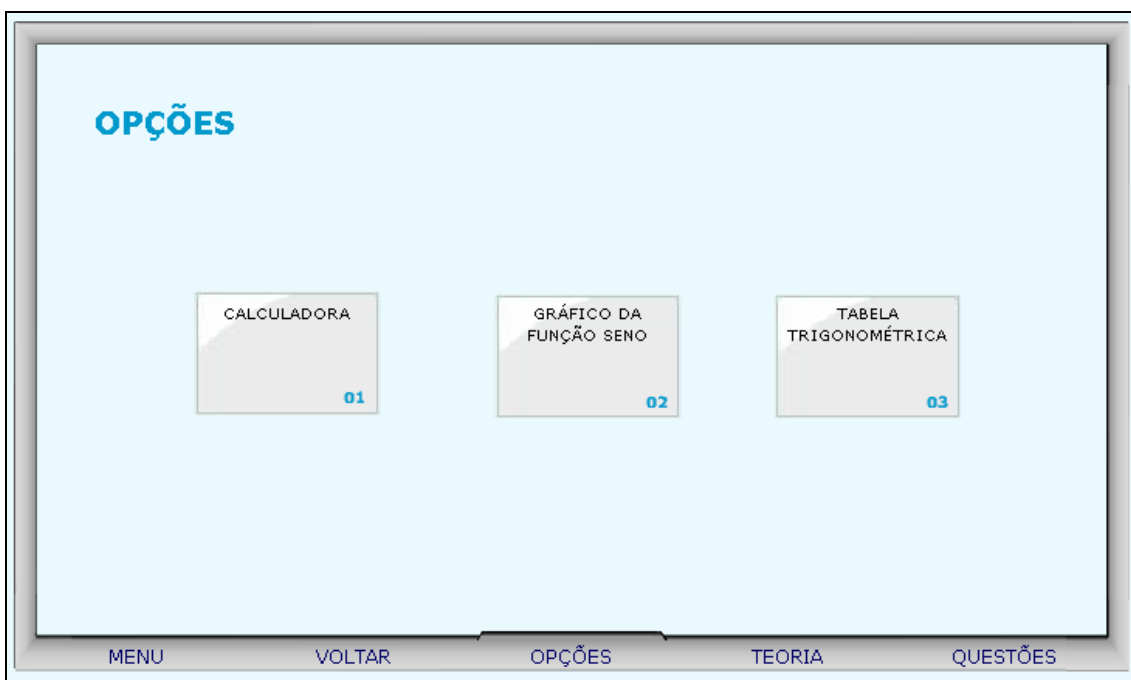 OPÇÕES
CALCULADORA
01
GRÁFICO DA
FUNÇÃO SENO
02
TABELA
TRIGONOMÉTRICA
03
MENU
VOLTAR
OPÇÕES
TEORIA
QUESTÕES